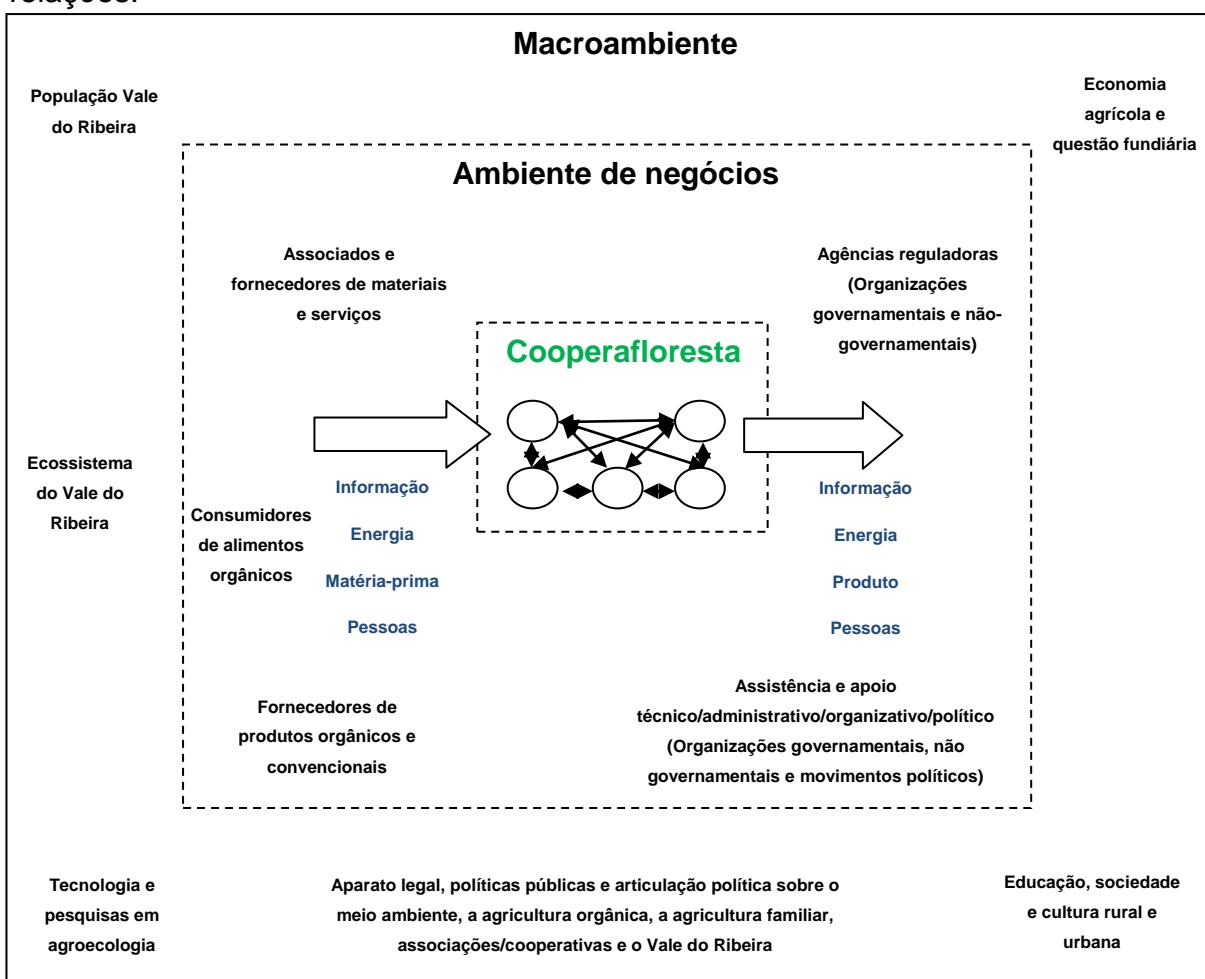 relações.
Macroambiente
População Vale
do Ribeira
Economia
agrícola e
questão fundiária
Ambiente de negócios
Associados e
fornecedores de materiais
e serviços
Agências reguladoras
(Organizações
governamentais e não-
governamentais)
Cooperafloresta
Ecossistema
do Vale do
Ribeira
Consumidores
de alimentos
orgânicos
Informação
Energia
Matéria-prima
Pessoas
Informação
Energia
Produto
Pessoas
Fornecedores de
produtos orgânicos e
convencionais
Assistência e apoio
técnico/administrativo/organizativo/político
(Organizações governamentais, não
governamentais e movimentos políticos)
Tecnologia e
pesquisas em
agroecologia
Aparato legal, políticas públicas e articulação política sobre o
meio ambiente, a agricultura orgânica, a agricultura familiar,
associações/cooperativas e o Vale do Ribeira
Educação, sociedade
e cultura rural e
urbana